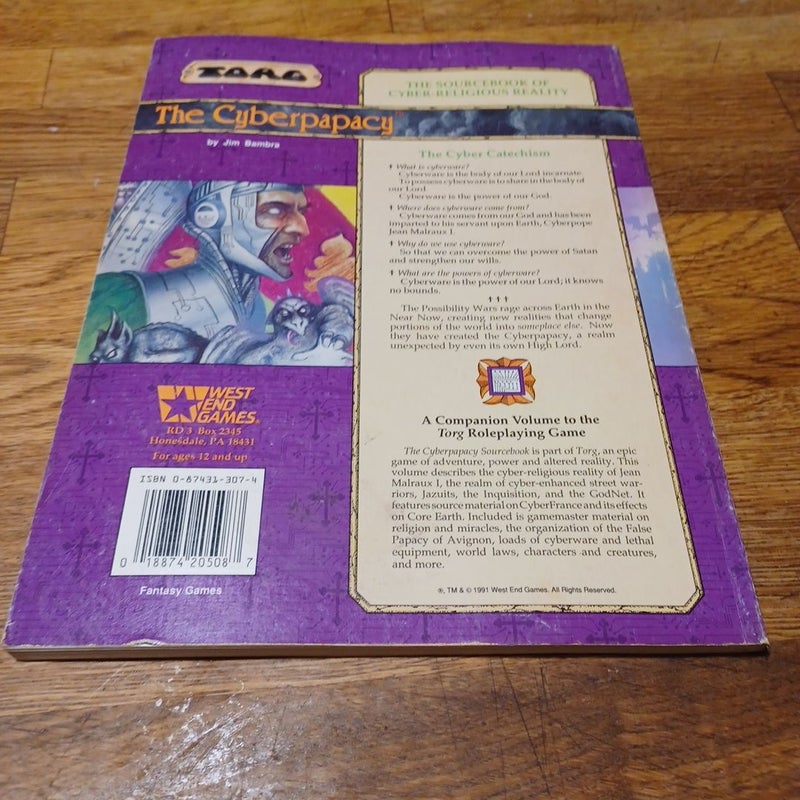 TORG
The Cyberpapacy
by Jim Bambra
THE SOURCEBOOK OF
CYBER-RELIGIOUS REALITY
The Cyber Catechism
† What is cyberware?
Cyberware is the body of our Lord incarnate.
To possess cyberware is to share in the body of
our Lord.
Cyberware is the power of our God.
† Where does cyberware come from?
Cyberware comes from our God and has been
imparted to his servant upon Earth, Cyberpope
Jean Malraux I.
† Why do we use cyberware?
So that we can overcome the power of Satan
and strengthen our wills.
† What are the powers of cyberware?
Cyberware is the power of our Lord; it knows
no bounds.
† † †
The Possibility Wars rage across Earth in the
Near Now, creating new realities that change
portions of the world into someplace else. Now
they have created the Cyberpapacy, a realm
unexpected by even its own High Lord.
A Companion Volume to the
Torg Roleplaying Game
The Cyberpapacy Sourcebook is part of Torg, an epic
game of adventure, power and altered reality. This
volume describes the cyber-religious reality of Jean
Malraux I, the realm of cyber-enhanced street war-
riors, Jazuits, the Inquisition, and the GodNet. It
features source material on CyberFrance and its effects
on Core Earth. Included is gamemaster material on
religion and miracles, the organization of the False
Papacy of Avignon, loads of cyberware and lethal
equipment, world laws, characters and creatures,
and more.
®, TM & © 1991 West End Games. All Rights Reserved.
WEST
END
GAMES®
RD 3 Box 2345
Honesdale, PA 18431
For ages 12 and up
ISBN 0-87431-307-4
0 18874 20508 7
Fantasy Games